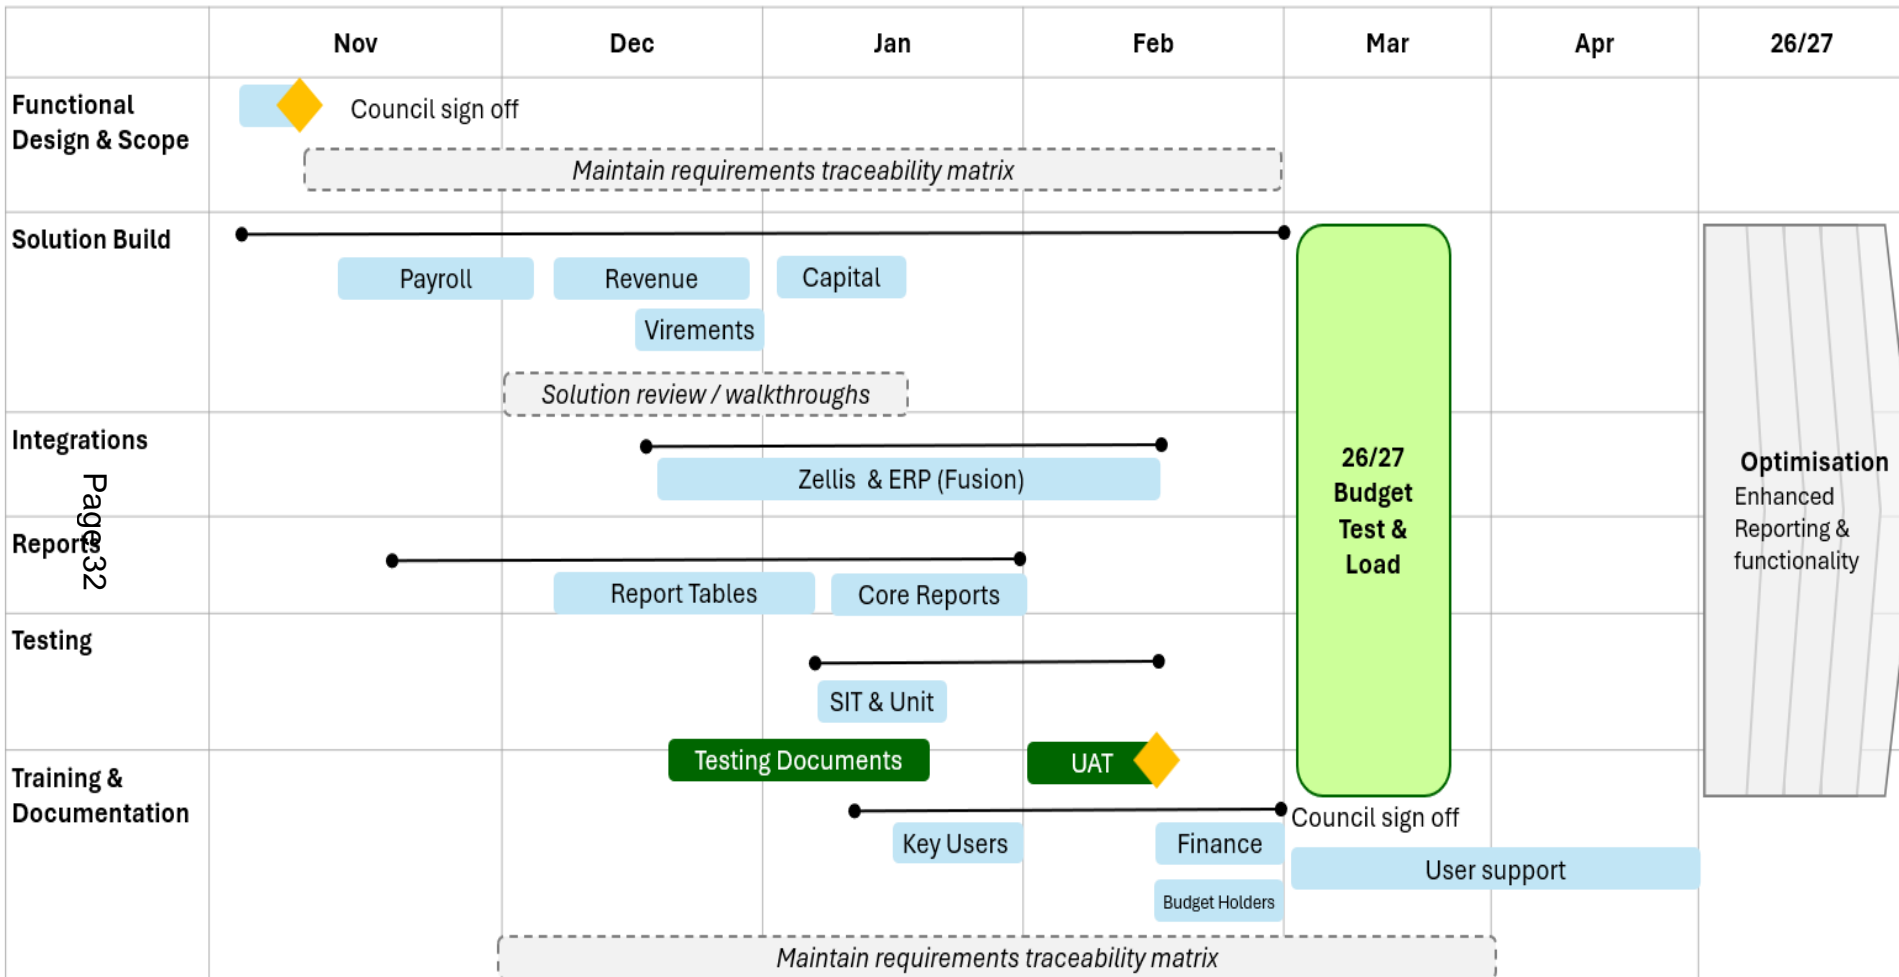 Nov Dec Jan Feb Mar Apr 26/27
Functional
Design & Scope
Council sign off
Maintain requirements traceability matrix
Solution Build
Payroll Revenue Capital
Virements
Solution review / walkthroughs
Integrations
Zellis & ERP (Fusion)
Reports
Page 32
Report Tables Core Reports
Testing
SIT & Unit
Testing Documents UAT
Training &
Documentation
Council sign off
Key Users Finance
User support
Budget Holders
Maintain requirements traceability matrix
26/27
Budget
Test &
Load
Optimisation
Enhanced
Reporting &
functionality